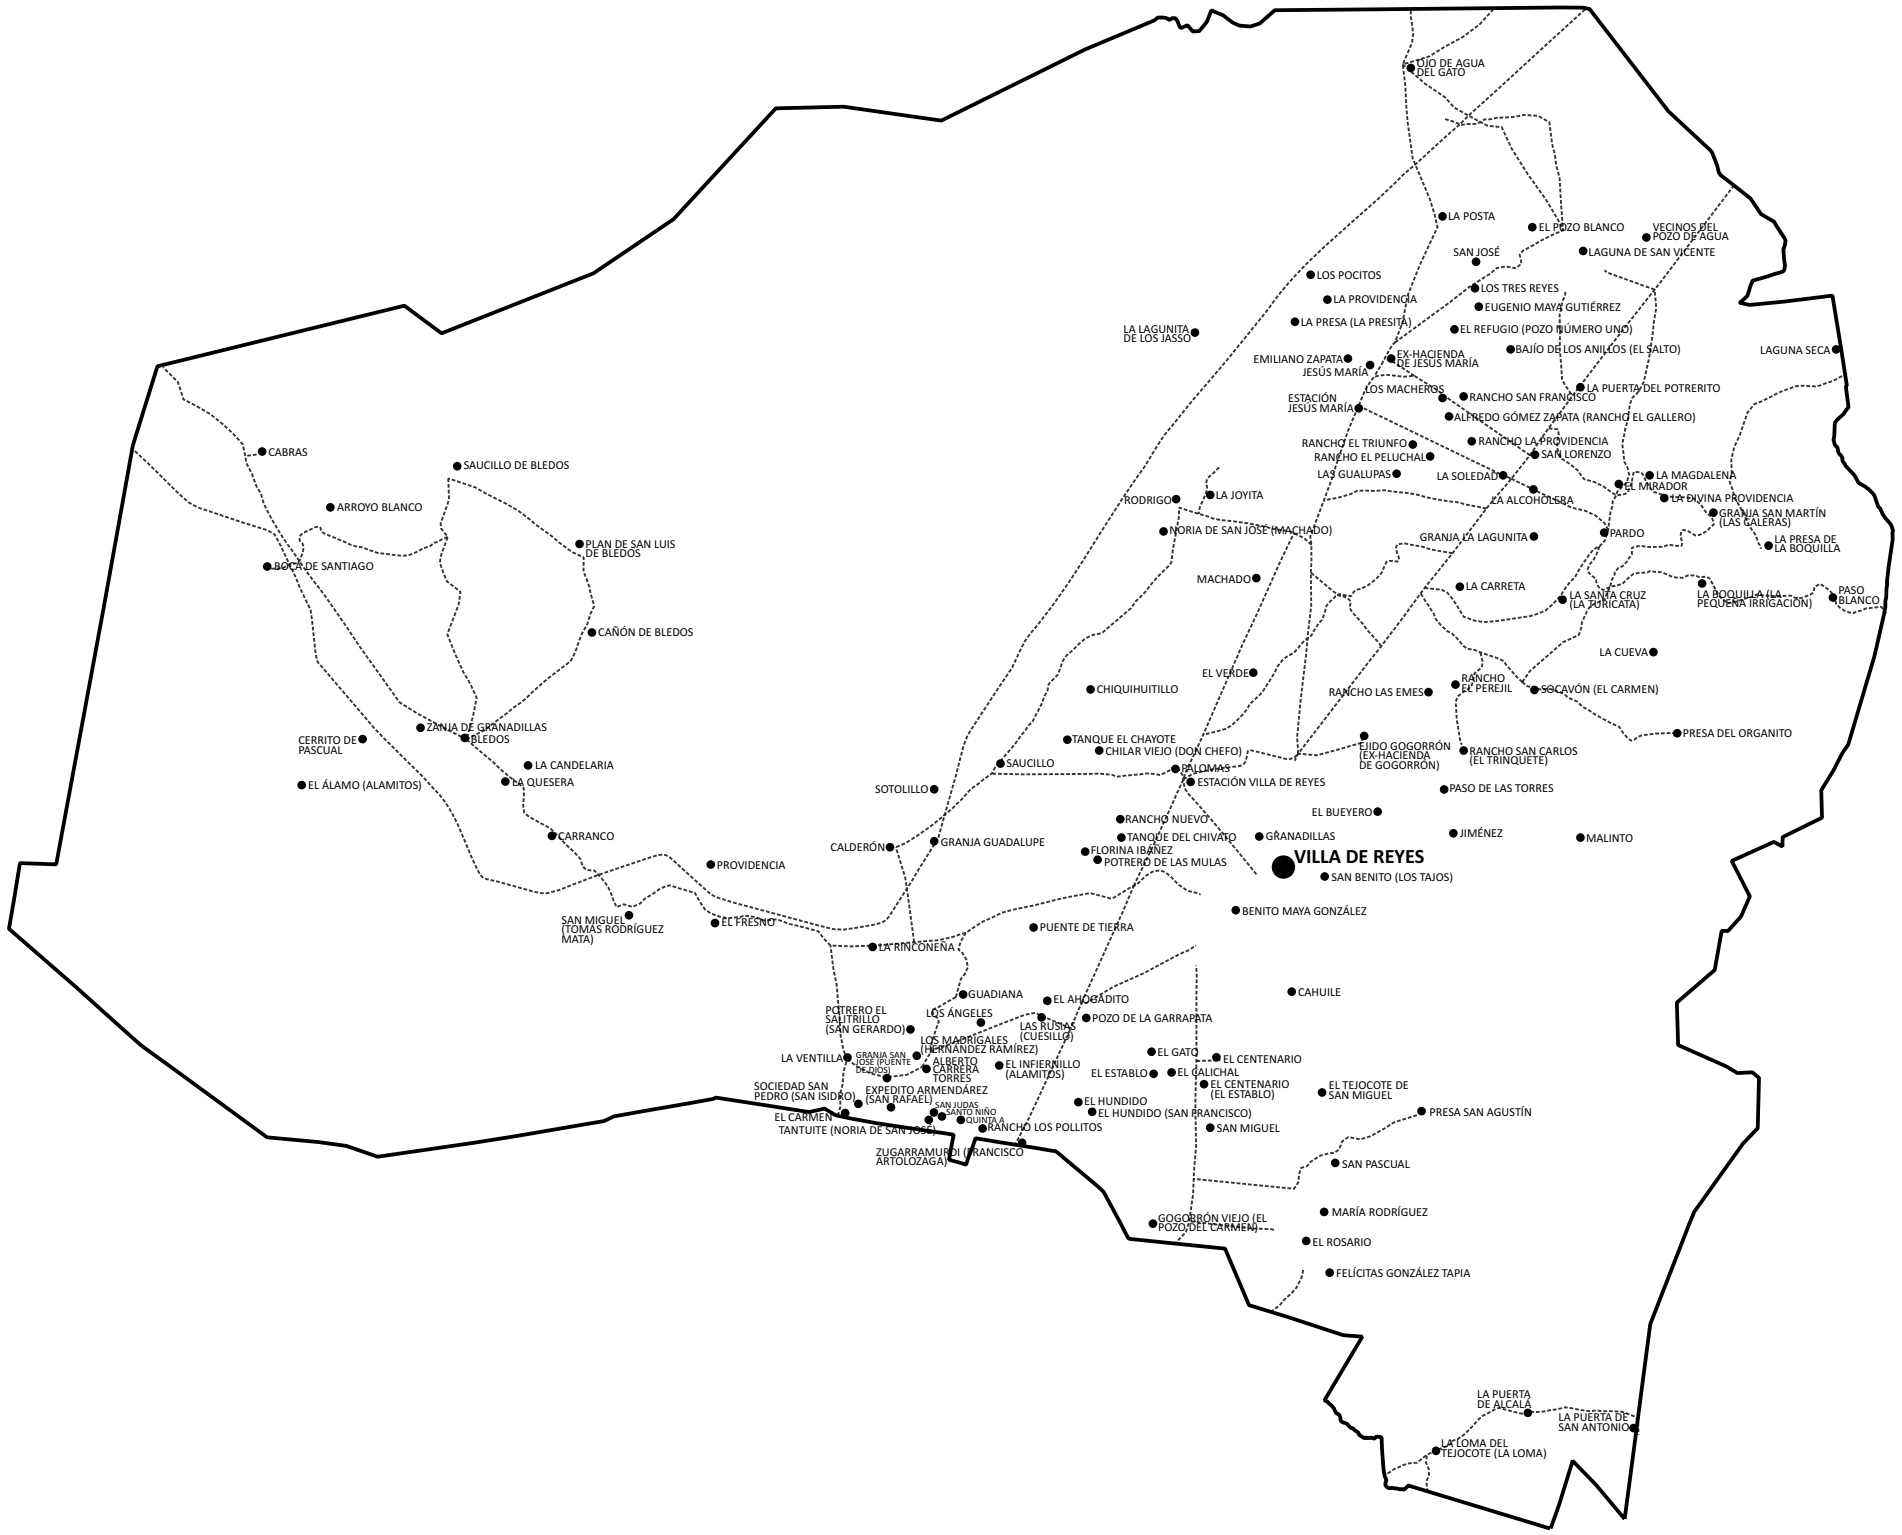 OJO DE AGUA
DEL GATO
LA POSTA
EL POZO BLANCO
VECINOS DEL
POZO DE AGUA
SAN JOSÉ
LAGUNA DE SAN VICENTE
LOS POCITOS
LOS TRES REYES
LA PROVIDENCIA
EUGENIO MAYA GUTIÉRREZ
LA PRESA (LA PRESITA)
EL REFUGIO (POZO NÚMERO UNO)
LA LAGUNITA
DE LOS JASSO
BAJÍO DE LOS ANILLOS (EL SALTO)
LAGUNA SECA
EMILIANO ZAPATA
EX-HACIENDA
DE JESÚS MARÍA
JESÚS MARÍA
LOS MACHEROS
LA PUERTA DEL POTRERITO
RANCHO SAN FRANCISCO
ESTACIÓN
JESÚS MARÍA
ALFREDO GÓMEZ ZAPATA (RANCHO EL GALLERO)
RANCHO EL TRIUNFO
RANCHO LA PROVIDENCIA
RANCHO EL PELUCHAL
SAN LORENZO
LAS GUALUPAS
LA SOLEDAD
LA MAGDALENA
EL MIRADOR
LA ALCOHOLERA
LA DIVINA PROVIDENCIA
GRANJA SAN MARTÍN
(LAS CALERAS)
CABRAS
SAUCILLO DE BLEDOS
ARROYO BLANCO
RODRIGO
LA JOYITA
NORIA DE SAN JOSÉ (MACHADO)
GRANJA LA LAGUNITA
PARDO
LA PRESA DE
LA BOQUILLA
PLAN DE SAN LUIS
DE BLEDOS
BOCA DE SANTIAGO
MACHADO
LA CARRETA
LA SANTA CRUZ
(LA TURICATA)
LA BOQUILLA (LA
PEQUEÑA IRRIGACIÓN)
PASO
BLANCO
CAÑÓN DE BLEDOS
LA CUEVA
EL VERDE
CHIQUIHUITILLO
RANCHO LAS EMES
RANCHO
EL PEREJIL
SOCAVÓN (EL CARMEN)
ZANJA DE GRANADILLAS
BLEDOS
CERRITO DE
PASCUAL
TANQUE EL CHAYOTE
CHILAR VIEJO (DON CHEFO)
EJIDO GOGORRÓN
(EX-HACIENDA
DE GOGORRÓN)
RANCHO SAN CARLOS
(EL TRINQUETE)
PRESA DEL ORGANITO
LA CANDELARIA
SAUCILLO
PALOMAS
EL ÁLAMO (ALAMITOS)
LA QUESERA
SOTOLILLO
ESTACIÓN VILLA DE REYES
PASO DE LAS TORRES
EL BUEYERO
RANCHO NUEVO
CARRANCO
TANQUE DEL CHIVATO
GRANADILLAS
JIMÉNEZ
MALINTO
CALDERÓN
GRANJA GUADALUPE
FLORINA IBAÑEZ
POTRERO DE LAS MULAS
VILLA DE REYES
PROVIDENCIA
SAN BENITO (LOS TAJOS)
SAN MIGUEL
(TOMÁS RODRÍGUEZ
MATA)
EL FRESNO
BENITO MAYA GONZÁLEZ
PUENTE DE TIERRA
LA RINCONEÑA
GUADIANA
EL AHOGADITO
CAHUILE
POTRERO EL
SALITRILLO
(SAN GERARDO)
LOS ÁNGELES
LAS RUSIAS
(CUESILLO)
POZO DE LA GARRAPATA
LOS MADRIGALES
(HERNÁNDEZ RAMÍREZ)
LA VENTILLA
GRANJA SAN
JOSÉ (PUENTE
DE DIOS)
ALBERTO
CARRERA
TORRES
EL INFIERNILLO
(ALAMITOS)
EL GATO
EL CENTENARIO
EL ESTABLO
EL CALICHAL
EL CENTENARIO
(EL ESTABLO)
EL TEJOCOTE DE
SAN MIGUEL
SOCIEDAD SAN
PEDRO (SAN ISIDRO)
EXPEDITO ARMENDÁREZ
(SAN RAFAEL)
EL CARMEN
SAN JUDAS
SANTO NIÑO
QUINTA A
EL HUNDIDO
EL HUNDIDO (SAN FRANCISCO)
PRESA SAN AGUSTÍN
TANTUITE (NORIA DE SAN JOSÉ)
RANCHO LOS POLLITOS
SAN MIGUEL
ZUGARRAMURDI (FRANCISCO
ARTOLOZAGA)
SAN PASCUAL
GOGORRÓN VIEJO (EL
POZO DEL CARMEN)
MARÍA RODRÍGUEZ
EL ROSARIO
FELÍCITAS GONZÁLEZ TAPIA
LA PUERTA
DE ALCALÁ
LA PUERTA DE
SAN ANTONIO
LA LOMA DEL
TEJOCOTE (LA LOMA)